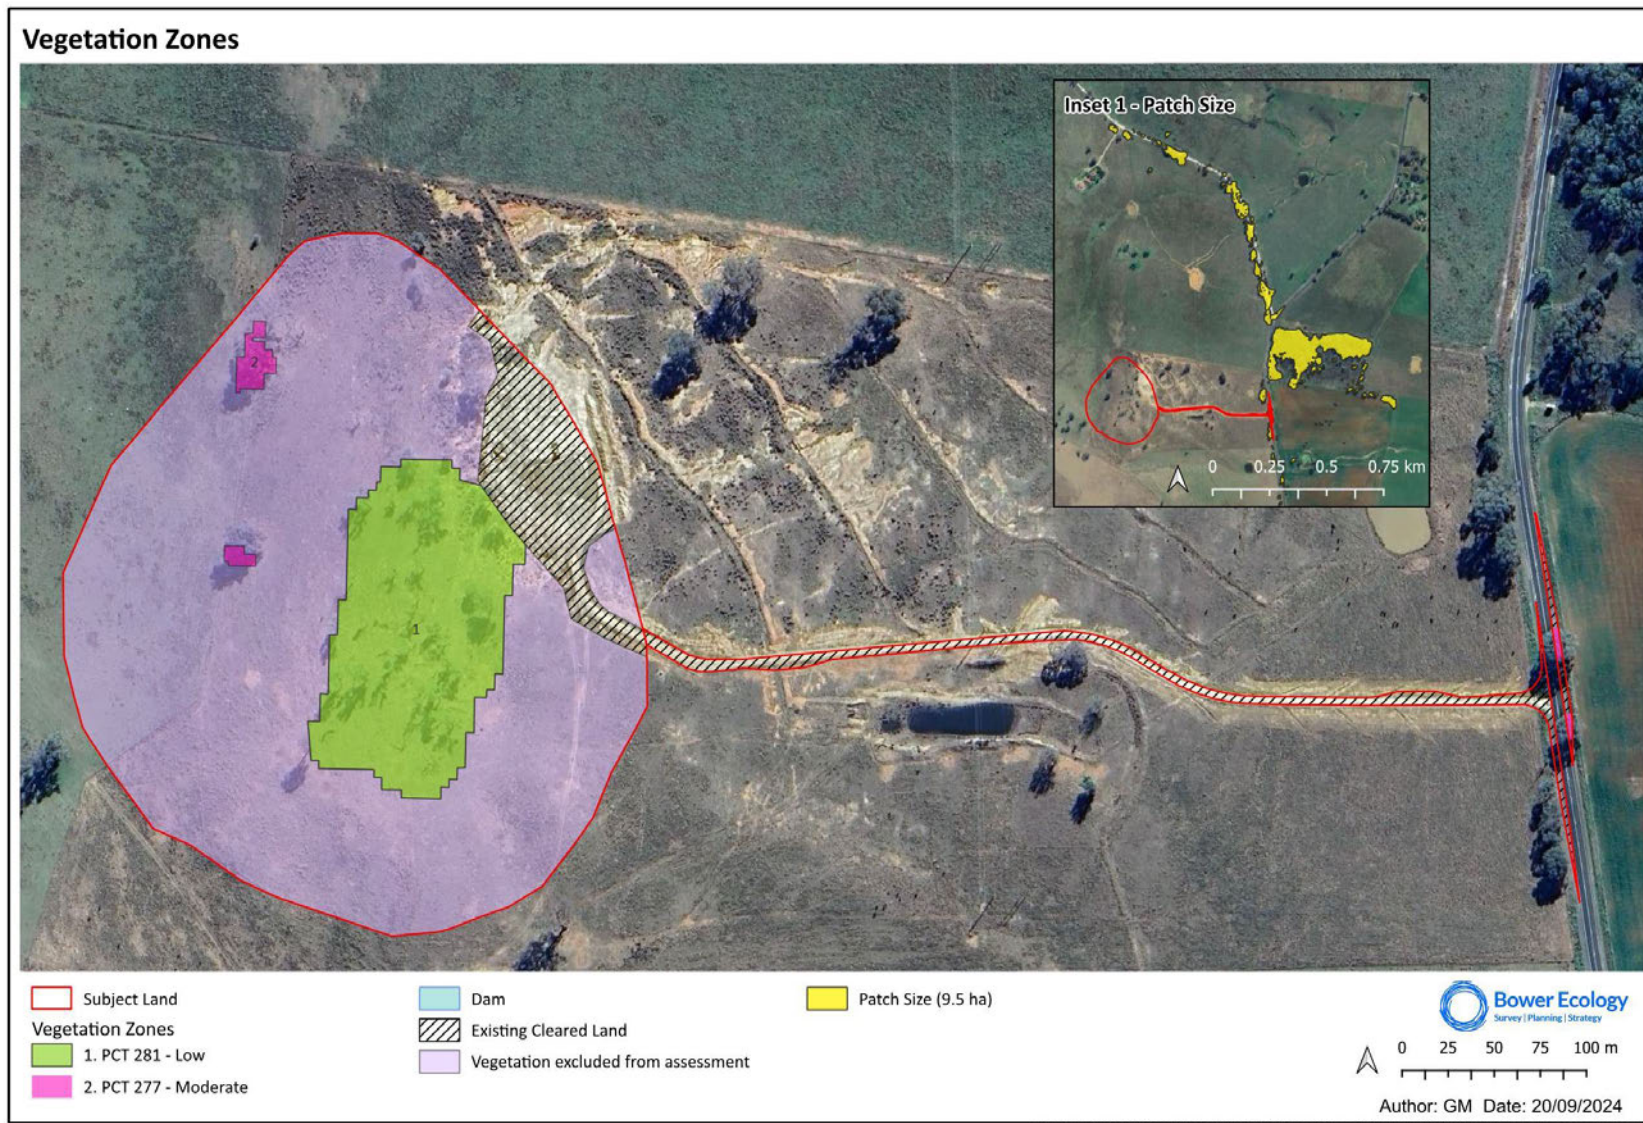 Vegetation Zones
Inset 1 - Patch Size
0 0.25 0.5 0.75 km
2
1
Subject Land
Vegetation Zones
1. PCT 281 - Low
2. PCT 277 - Moderate
Dam
Existing Cleared Land
Vegetation excluded from assessment
Patch Size (9.5 ha)
Bower Ecology
Survey | Planning | Strategy
0 25 50 75 100 m
Author: GM Date: 20/09/2024